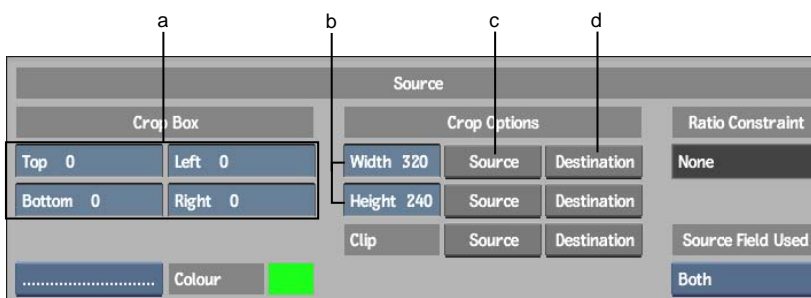 a b c d
Source
Crop Box Crop Options Ratio Constraint
Top 0 Left 0 Width 320 Source Destination None
Bottom 0 Right 0 Height 240 Source Destination
Clip Source Destination Source Field Used
............................ Colour Both